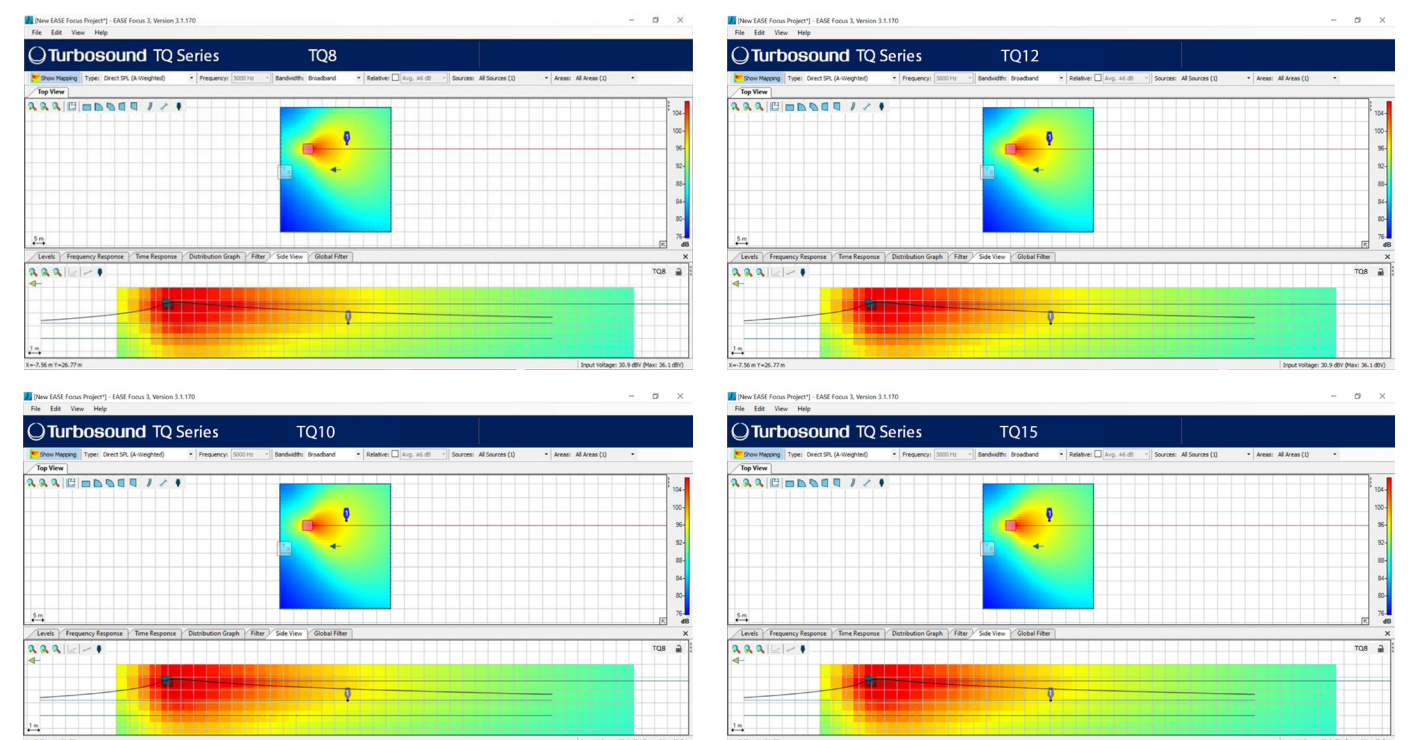 [New EASE Focus Project*] - EASE Focus 3, Version 3.1.170
File Edit View Help
Turbosound TQ Series TQ8
Show Mapping Type: Direct SPL (A-Weighted) Frequency: 5000 Hz Bandwidth: Broadband Relative: Avg. ±6 dB Sources: All Sources (1) Areas: All Areas (1)
Top View
104
100
96
92
88
84
80
76
dB
5 m
Levels Frequency Response Time Response Distribution Graph Filter Side View Global Filter
TQ8
1 m
X=-7.56 m Y=26.77 m Input Voltage: 30.9 dBV (Max: 36.1 dBV)
[New EASE Focus Project*] - EASE Focus 3, Version 3.1.170
File Edit View Help
Turbosound TQ Series TQ12
Show Mapping Type: Direct SPL (A-Weighted) Frequency: 5000 Hz Bandwidth: Broadband Relative: Avg. ±6 dB Sources: All Sources (1) Areas: All Areas (1)
Top View
104
100
96
92
88
84
80
76
dB
5 m
Levels Frequency Response Time Response Distribution Graph Filter Side View Global Filter
TQ8
1 m
X=-7.56 m Y=26.77 m Input Voltage: 30.9 dBV (Max: 36.1 dBV)
[New EASE Focus Project*] - EASE Focus 3, Version 3.1.170
File Edit View Help
Turbosound TQ Series TQ10
Show Mapping Type: Direct SPL (A-Weighted) Frequency: 5000 Hz Bandwidth: Broadband Relative: Avg. ±6 dB Sources: All Sources (1) Areas: All Areas (1)
Top View
104
100
96
92
88
84
80
76
dB
5 m
Levels Frequency Response Time Response Distribution Graph Filter Side View Global Filter
TQ8
1 m
[New EASE Focus Project*] - EASE Focus 3, Version 3.1.170
File Edit View Help
Turbosound TQ Series TQ15
Show Mapping Type: Direct SPL (A-Weighted) Frequency: 5000 Hz Bandwidth: Broadband Relative: Avg. ±6 dB Sources: All Sources (1) Areas: All Areas (1)
Top View
104
100
96
92
88
84
80
76
dB
5 m
Levels Frequency Response Time Response Distribution Graph Filter Side View Global Filter
TQ8
1 m